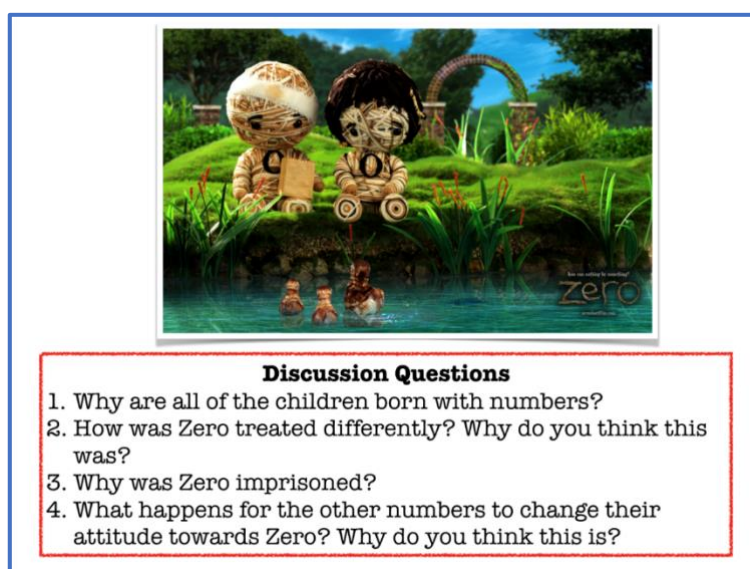 zero
Discussion Questions
1. Why are all of the children born with numbers?
2. How was Zero treated differently? Why do you think this
was?
3. Why was Zero imprisoned?
4. What happens for the other numbers to change their
attitude towards Zero? Why do you think this is?